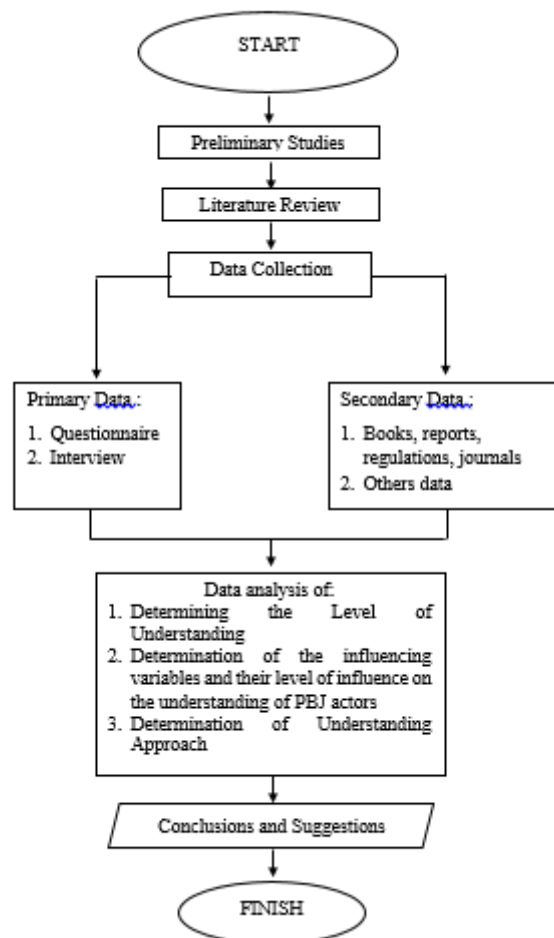 START
Preliminary Studies
Literature Review
Data Collection
Primary Data.:
1. Questionnaire
2. Interview
Secondary Data.:
1. Books, reports,
regulations, journals
2. Others data
Data analysis of:
1. Determining the Level of
Understanding
2. Determination of the influencing
variables and their level of influence on
the understanding of PBJ actors
3. Determination of Understanding
Approach
Conclusions and Suggestions
FINISH